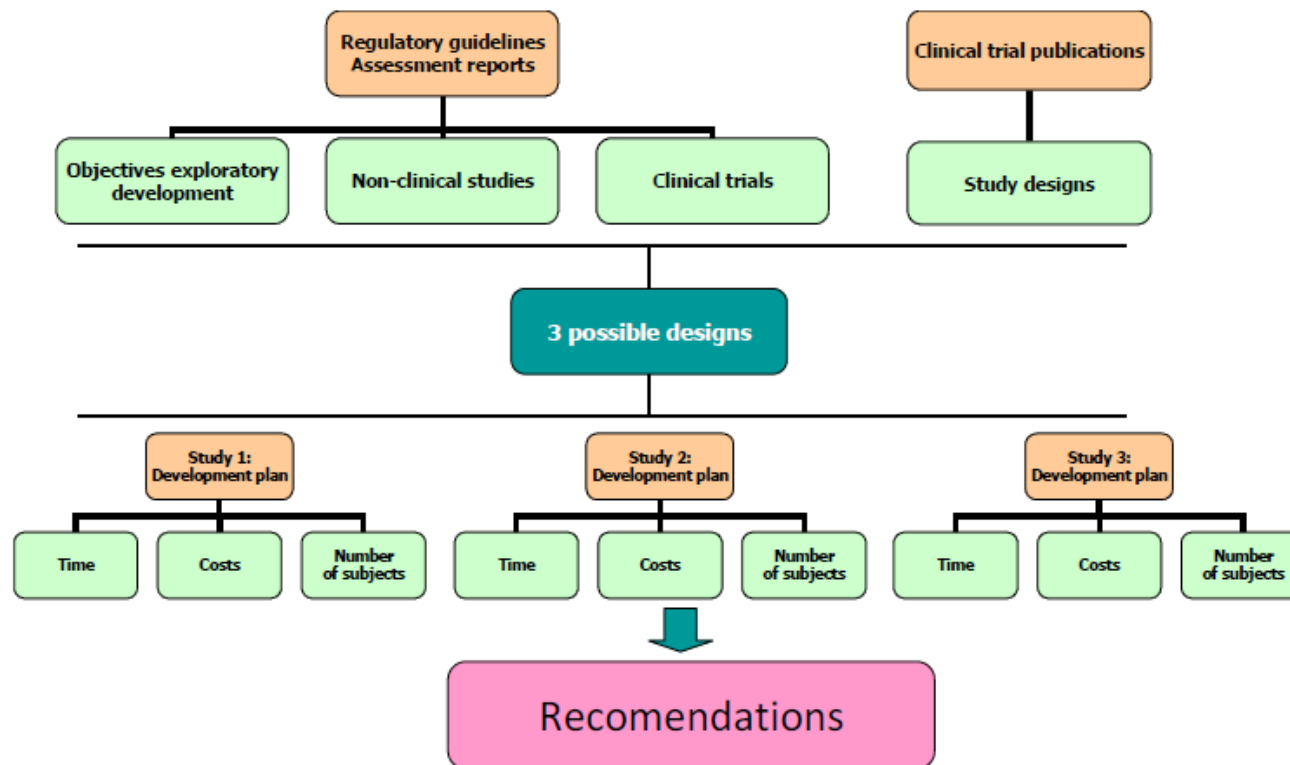 Regulatory guidelines
Assessment reports
Clinical trial publications
Objectives exploratory
development
Non-clinical studies
Clinical trials
Study designs
3 possible designs
Study 1:
Development plan
Study 2:
Development plan
Study 3:
Development plan
Time
Costs
Number
of subjects
Time
Costs
Number
of subjects
Time
Costs
Number
of subjects
Recomendations